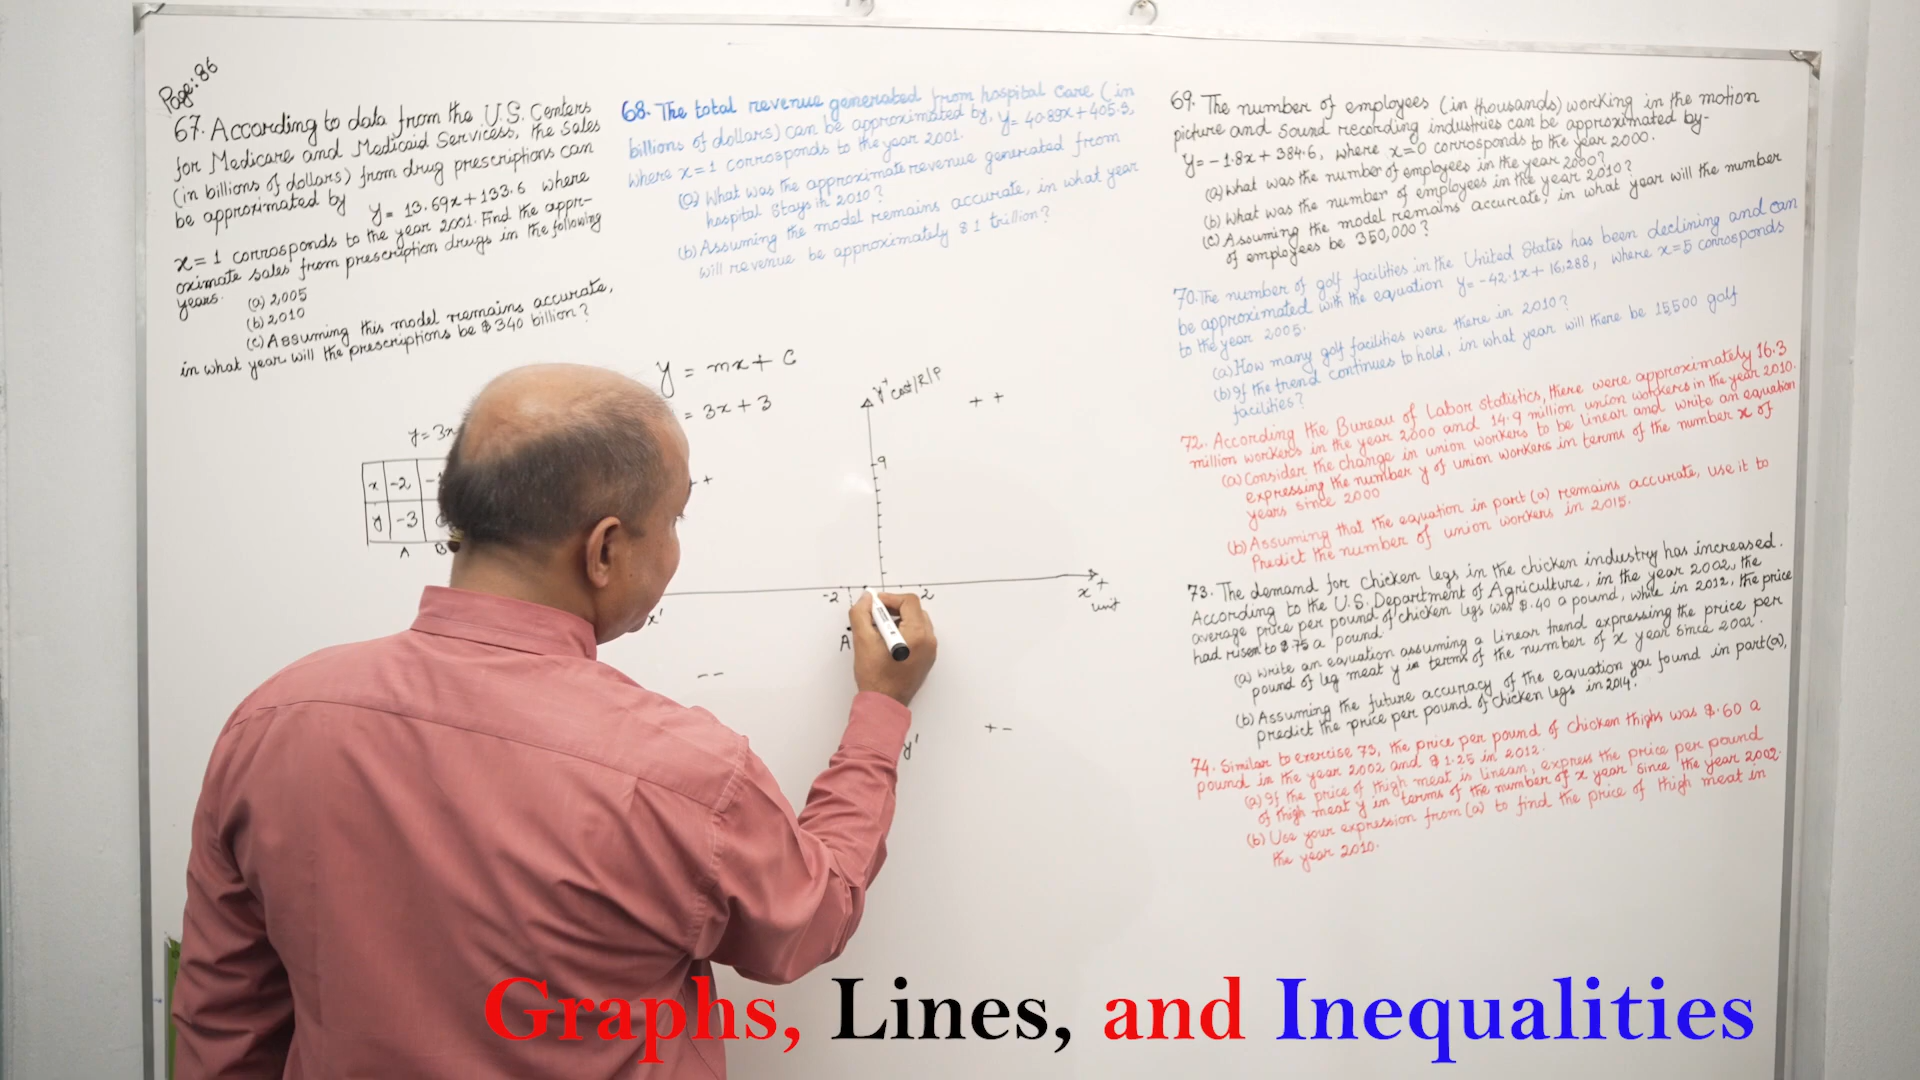 Page: 86
67. According to data from the U.S. Centers
for Medicare and Medicaid Servicess, the sales
(in billions of dollars) from drug prescriptions can
be approximated by y = 13.69x + 133.6 where
x = 1 corrosponds to the year 2001. Find the appr-
oximate sales from prescription drugs in the following
years.
(a) 2,005
(b) 2010
(c) Assuming this model remains accurate,
in what year will the prescriptions be $ 340 billion?
68. The total revenue generated from hospital care (in
billions of dollars) can be approximated by, y = 40.89x + 405.3,
where x = 1 corrosponds to the year 2001.
(a) What was the approximate revenue generated from
hospital stays in 2010?
(b) Assuming the model remains accurate, in what year
will revenue be approximately $ 1 trillion?
y = mx + c
= 3x + 3
y = 3x
x -2 -1
y -3
A B
++
y+ cost/R/P
+ +
9
-2 2
x+
unit
x'
A
- -
y'
+ -
69. The number of employees (in thousands) working in the motion
picture and sound recording industries can be approximated by-
y = -1.8x + 384.6, where x=0 corrosponds to the year 2000.
(a) What was the number of employees in the year 2000?
(b) What was the number of employees in the year 2010?
(c) Assuming the model remains accurate, in what year will the number
of employees be 350,000?
70. The number of golf facilities in the United States has been declining and can
be approximated with the equation y = -42.1x + 16,288, where x=5 corrosponds
to the year 2005.
(a) How many golf facilities were there in 2010?
(b) If the trend continues to hold, in what year will there be 15,500 golf
facilities?
72. According the Bureau of Labor statistics, there were approximately 16.3
million workers in the year 2000 and 14.9 million union workers in the year 2010.
(a) Consider the change in union workers to be linear and write an equation
expressing the number y of union workers in terms of the number x of
years since 2000
(b) Assuming that the equation in part (a) remains accurate, use it to
Predict the number of union workers in 2015.
73. The demand for chicken legs in the chicken industry has increased.
According to the U.S. Department of Agriculture, in the year 2002, the
average price per pound of chicken legs was $.40 a pound, while in 2012, the price
had risen to $.75 a pound.
(a) Write an equation assuming a linear trend expressing the price per
pound of leg meat y in terms of the number of x year since 2002.
(b) Assuming the future accuracy of the equation you found in part(a),
predict the price per pound of chicken legs in 2014.
74. Similar to exercise 73, the price per pound of chicken thighs was $.60 a
pound in the year 2002 and $ 1.25 in 2012.
(a) If the price of thigh meat is linear, express the price per pound
of thigh meat y in terms of the number of x year since the year 2002.
(b) Use your expression from (a) to find the price of thigh meat in
the year 2010.
Graphs, Lines, and Inequalities